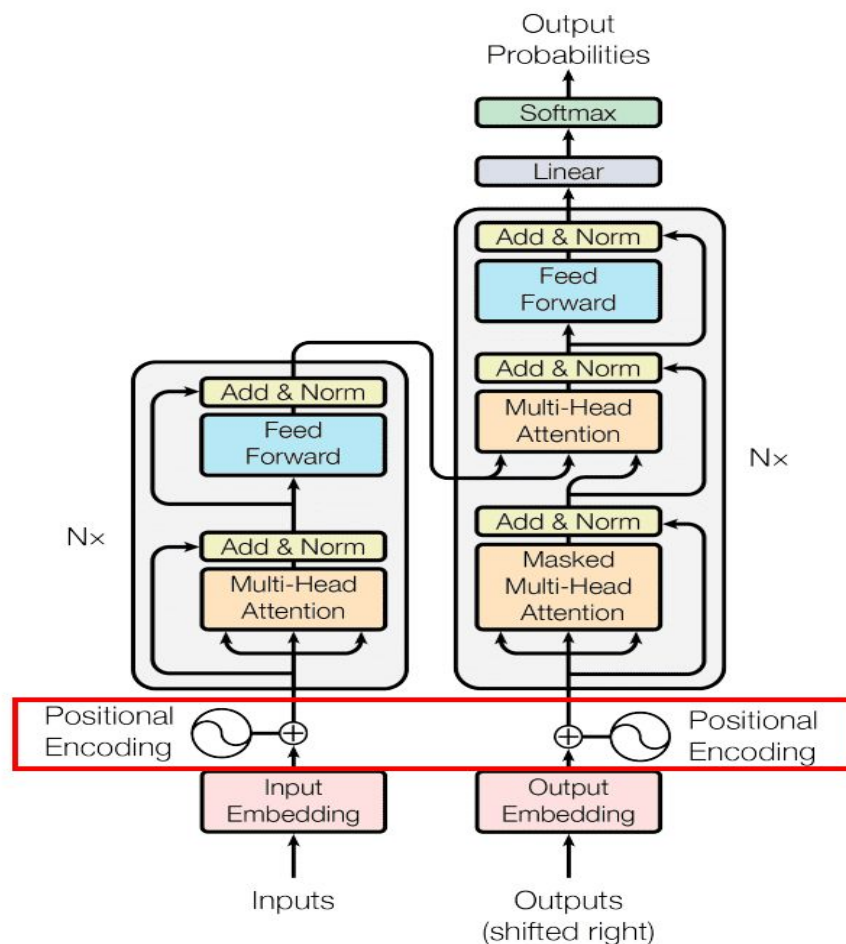 Output
Probabilities
Softmax
Linear
Add & Norm
Feed
Forward
Add & Norm
Multi-Head
Attention
Nx
Add & Norm
Masked
Multi-Head
Attention
Add & Norm
Feed
Forward
Nx
Add & Norm
Multi-Head
Attention
Positional
Encoding
Positional
Encoding
Input
Embedding
Output
Embedding
Inputs
Outputs
(shifted right)